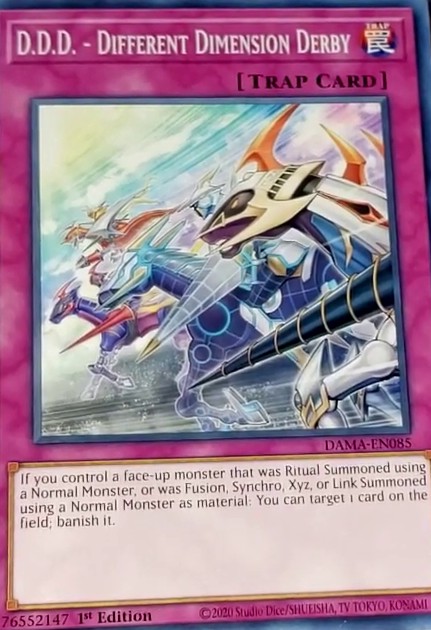 D.D.D. - DIFFERENT DIMENSION DERBY
TRAP
罠
[TRAP CARD]
DAMA-EN085
If you control a face-up monster that was Ritual Summoned using
a Normal Monster, or was Fusion, Synchro, Xyz, or Link Summoned
using a Normal Monster as material: You can target 1 card on the
field; banish it.
76552147 1st Edition
©2020 Studio Dice/SHUEISHA, TV TOKYO, KONAMI